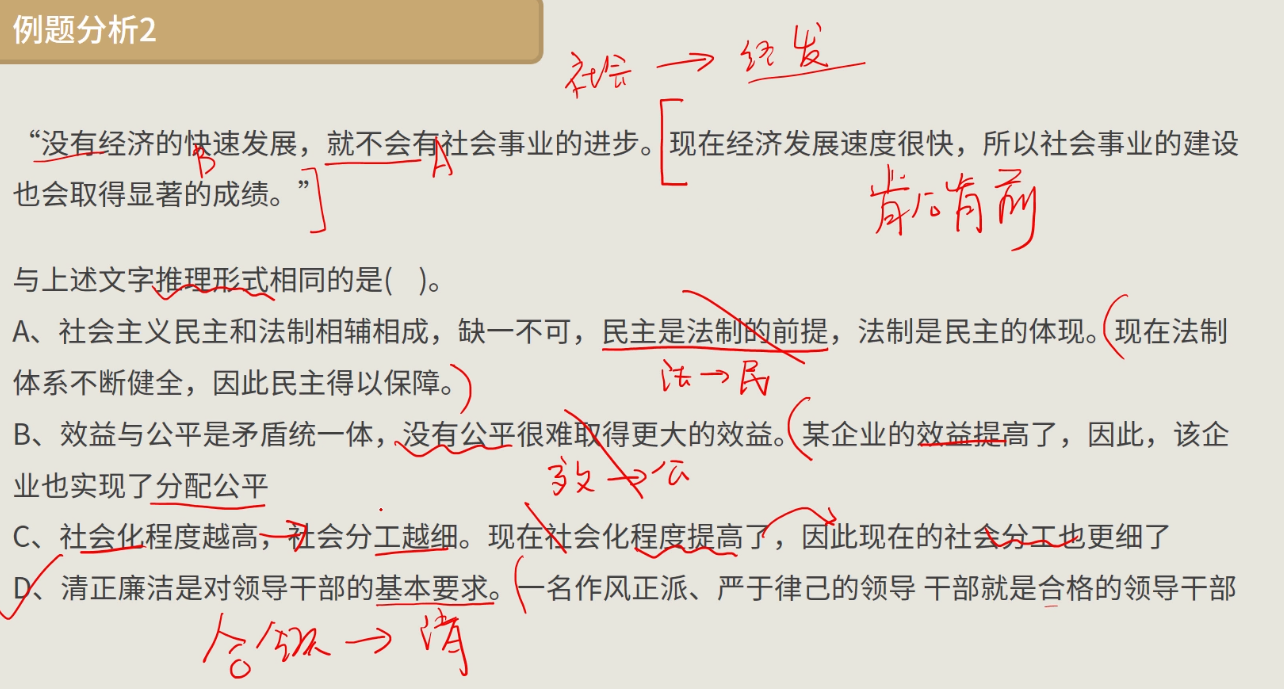 例题分析2
社会 → 经发
“没有经济的快速发展，就不会有社会事业的进步。现在经济发展速度很快，所以社会事业的建设
B
A
也会取得显著的成绩。”
肯后肯前
与上述文字推理形式相同的是(　)。
A、社会主义民主和法制相辅相成，缺一不可，民主是法制的前提，法制是民主的体现。现在法制
体系不断健全，因此民主得以保障。
法→民
B、效益与公平是矛盾统一体，没有公平很难取得更大的效益。某企业的效益提高了，因此，该企
业也实现了分配公平
效→公
C、社会化程度越高，社会分工越细。现在社会化程度提高了，因此现在的社会分工也更细了
D、清正廉洁是对领导干部的基本要求。一名作风正派、严于律己的领导 干部就是合格的领导干部
合领 → 清